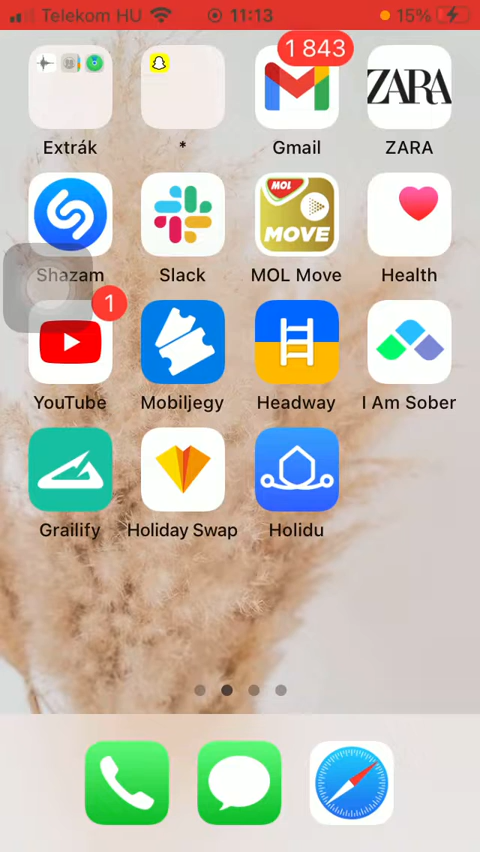 Telekom HU 11:13 15%
1 843
Extrák * Gmail ZARA
ZARA
MOL
MOVE
Shazam Slack MOL Move Health
1
YouTube Mobiljegy Headway I Am Sober
Grailify Holiday Swap Holidu